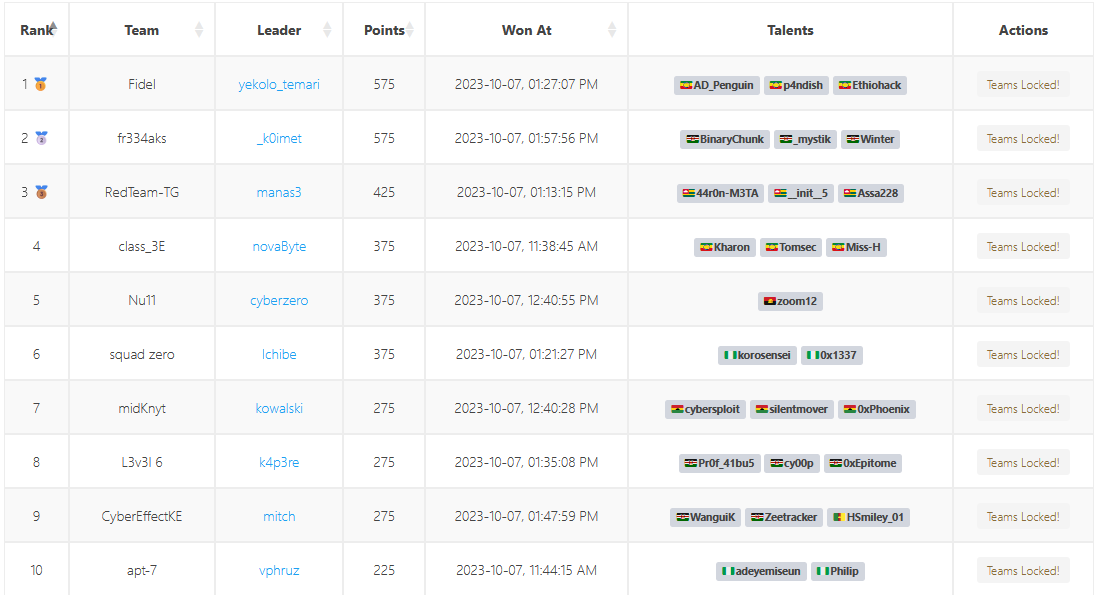 Rank Team Leader Points Won At Talents Actions
1 Fidel yekolo_temari 575 2023-10-07, 01:27:07 PM AD_Penguin p4ndish Ethiohack Teams Locked!
2 fr334aks _k0imet 575 2023-10-07, 01:57:56 PM BinaryChunk _mystik Winter Teams Locked!
3 RedTeam-TG manas3 425 2023-10-07, 01:13:15 PM 44r0n-M3TA __init__5 Assa228 Teams Locked!
4 class_3E novaByte 375 2023-10-07, 11:38:45 AM Kharon Tomsec Miss-H Teams Locked!
5 Nu11 cyberzero 375 2023-10-07, 12:40:55 PM zoom12 Teams Locked!
6 squad zero Ichibe 375 2023-10-07, 01:21:27 PM korosensei 0x1337 Teams Locked!
7 midKnyt kowalski 275 2023-10-07, 12:40:28 PM cybersploit silentmover 0xPhoenix Teams Locked!
8 L3v3l 6 k4p3re 275 2023-10-07, 01:35:08 PM Pr0f_41bu5 cy00p 0xEpitome Teams Locked!
9 CyberEffectKE mitch 275 2023-10-07, 01:47:59 PM WanguiK Zeetracker HSmiley_01 Teams Locked!
10 apt-7 vphruz 225 2023-10-07, 11:44:15 AM adeyemiseun Philip Teams Locked!